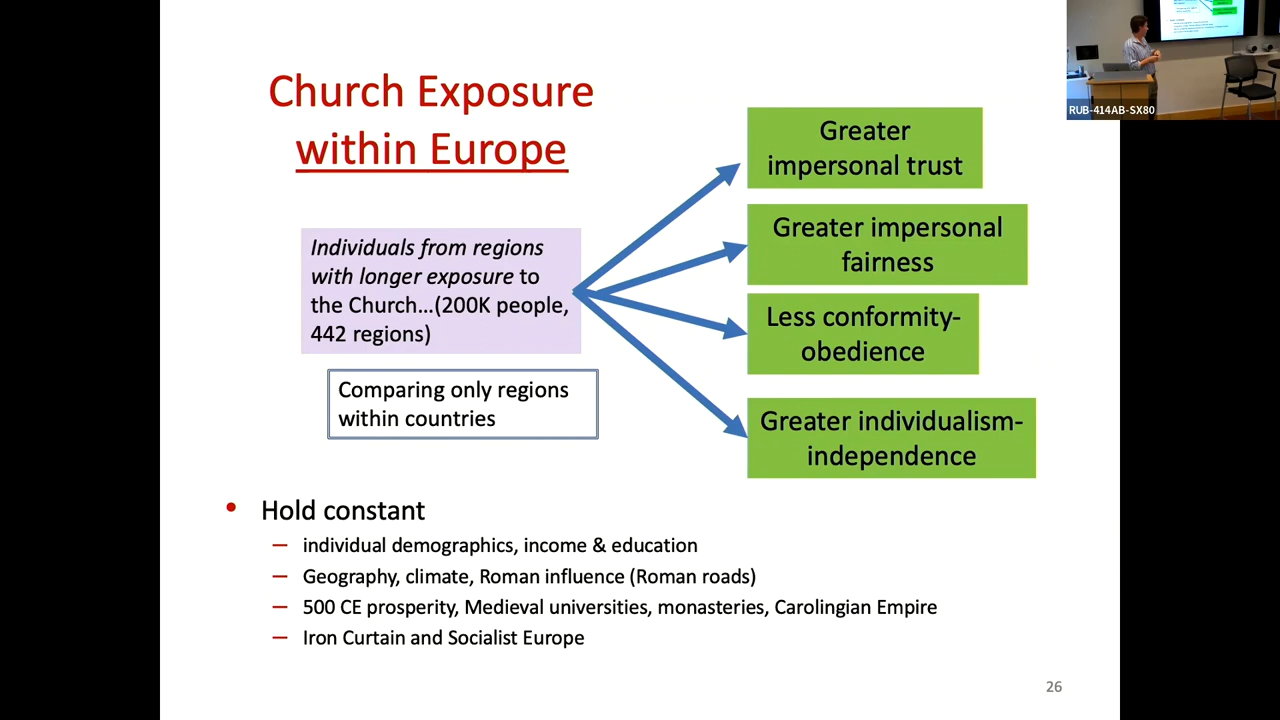 Church Exposure
within Europe
Individuals from regions
with longer exposure to
the Church...(200K people,
442 regions)
Comparing only regions
within countries
Greater
impersonal trust
Greater impersonal
fairness
Less conformity-
obedience
Greater individualism-
independence
• Hold constant
— individual demographics, income & education
— Geography, climate, Roman influence (Roman roads)
— 500 CE prosperity, Medieval universities, monasteries, Carolingian Empire
— Iron Curtain and Socialist Europe
26
RUB-414AB-SX80